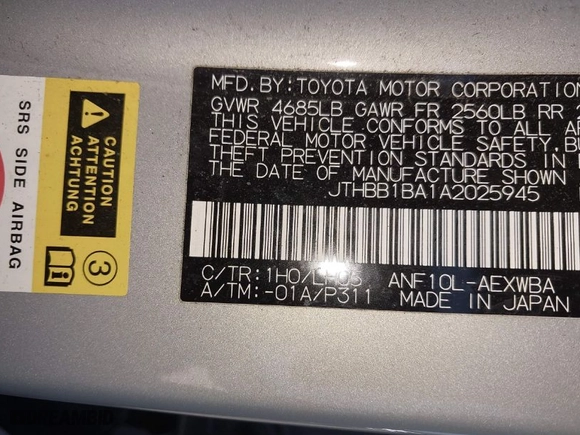 SRS SIDE AIRBAG
CAUTION
ATTENTION
ACHTUNG
3
MFD. BY: TOYOTA MOTOR CORPORATION
GVWR 4685LB GAWR FR 2560LB RR
THIS VEHICLE CONFORMS TO ALL
FEDERAL MOTOR VEHICLE SAFETY,
THEFT PREVENTION STANDARDS IN
THE DATE OF MANUFACTURE SHOWN
JTHBB1BA1A2025945
C/TR: 1H0/LH05 ANF10L-AEXWBA
A/TM: -01A/P311 MADE IN JAPAN